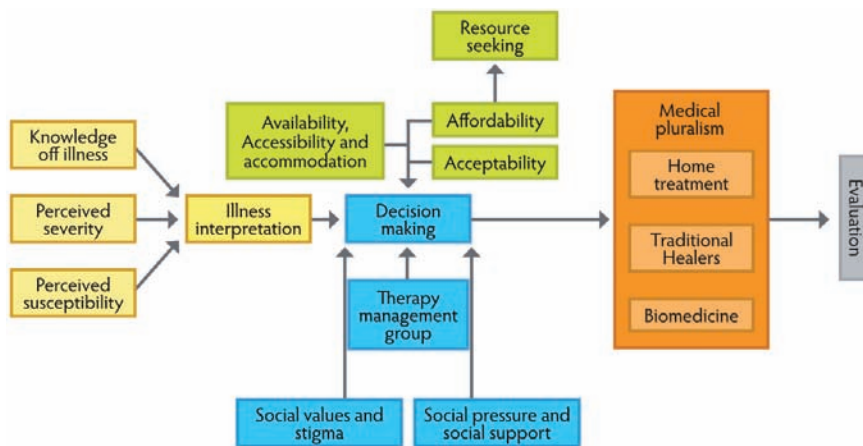 Resource
seeking
Availability,
Accessibility and
accommodation
Affordability
Acceptability
Knowledge
off illness
Perceived
severity
Perceived
susceptibility
Illness
interpretation
Decision
making
Therapy
management
group
Social values and
stigma
Social pressure and
social support
Medical
pluralism
Home
treatment
Traditional
Healers
Biomedicine
Evaluation